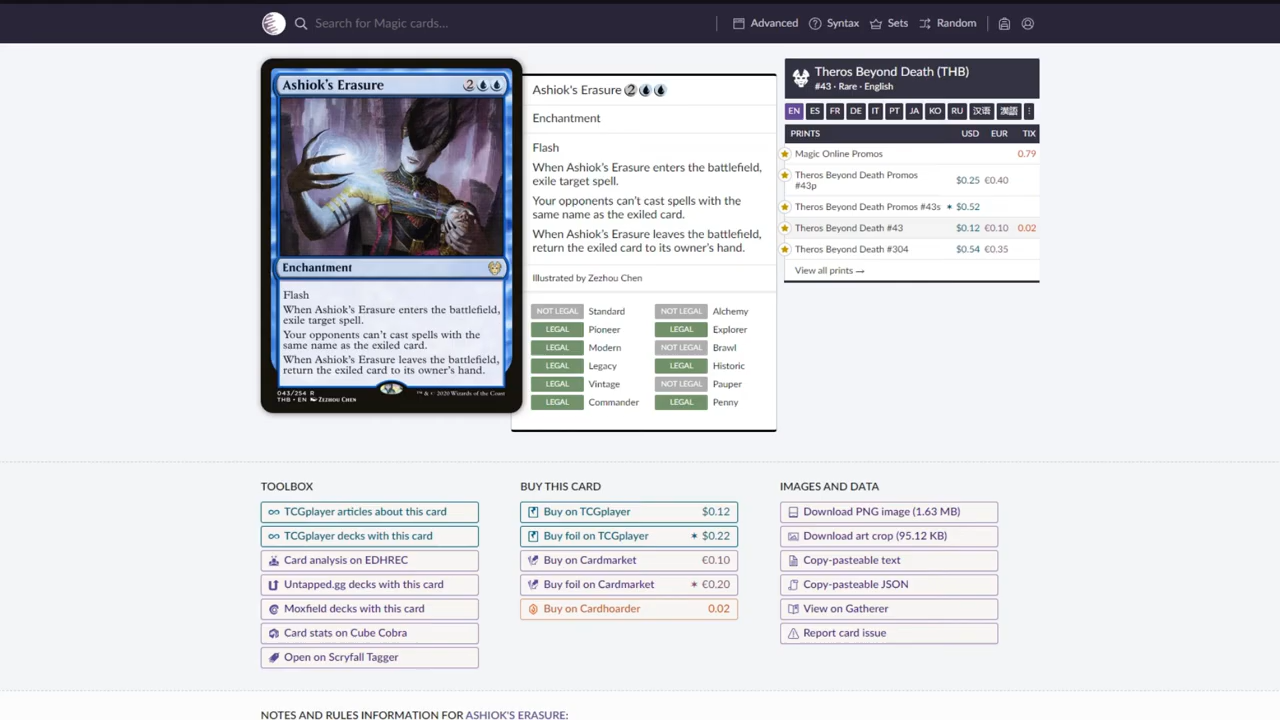 Search for Magic cards...
Advanced
Syntax
Sets
Random
Ashiok's Erasure 2
Enchantment
Flash
When Ashiok's Erasure enters the battlefield,
exile target spell.
Your opponents can't cast spells with the
same name as the exiled card.
When Ashiok's Erasure leaves the battlefield,
return the exiled card to its owner's hand.
043/254 R
THB • EN Zezhou Chen
™ & © 2020 Wizards of the Coast
Ashiok's Erasure 2
Enchantment
Flash
When Ashiok's Erasure enters the battlefield,
exile target spell.
Your opponents can't cast spells with the
same name as the exiled card.
When Ashiok's Erasure leaves the battlefield,
return the exiled card to its owner's hand.
Illustrated by Zezhou Chen
NOT LEGAL Standard NOT LEGAL Alchemy
LEGAL Pioneer LEGAL Explorer
LEGAL Modern NOT LEGAL Brawl
LEGAL Legacy LEGAL Historic
LEGAL Vintage NOT LEGAL Pauper
LEGAL Commander LEGAL Penny
Theros Beyond Death (THB)
#43 · Rare · English
EN ES FR DE IT PT JA KO RU 汉语 漢語
PRINTS USD EUR TIX
Magic Online Promos 0.79
Theros Beyond Death Promos
#43p $0.25 €0.40
Theros Beyond Death Promos #43s ✶ $0.52
Theros Beyond Death #43 $0.12 €0.10 0.02
Theros Beyond Death #304 $0.54 €0.35
View all prints →
TOOLBOX
TCGplayer articles about this card
TCGplayer decks with this card
Card analysis on EDHREC
Untapped.gg decks with this card
Moxfield decks with this card
Card stats on Cube Cobra
Open on Scryfall Tagger
BUY THIS CARD
Buy on TCGplayer $0.12
Buy foil on TCGplayer ✶ $0.22
Buy on Cardmarket €0.10
Buy foil on Cardmarket ✶ €0.20
Buy on Cardhoarder 0.02
IMAGES AND DATA
Download PNG image (1.63 MB)
Download art crop (95.12 KB)
Copy-pasteable text
Copy-pasteable JSON
View on Gatherer
Report card issue
NOTES AND RULES INFORMATION FOR ASHIOK'S ERASURE: